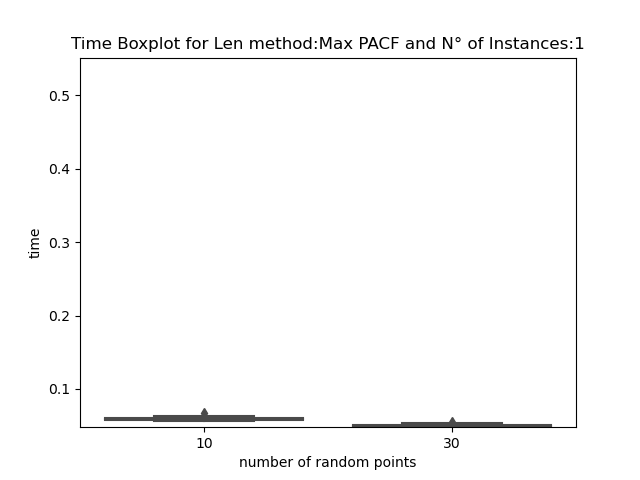 Time Boxplot for Len method:Max PACF and N° of Instances:1
0.5
0.4
0.3
0.2
0.1
time
10 30
number of random points